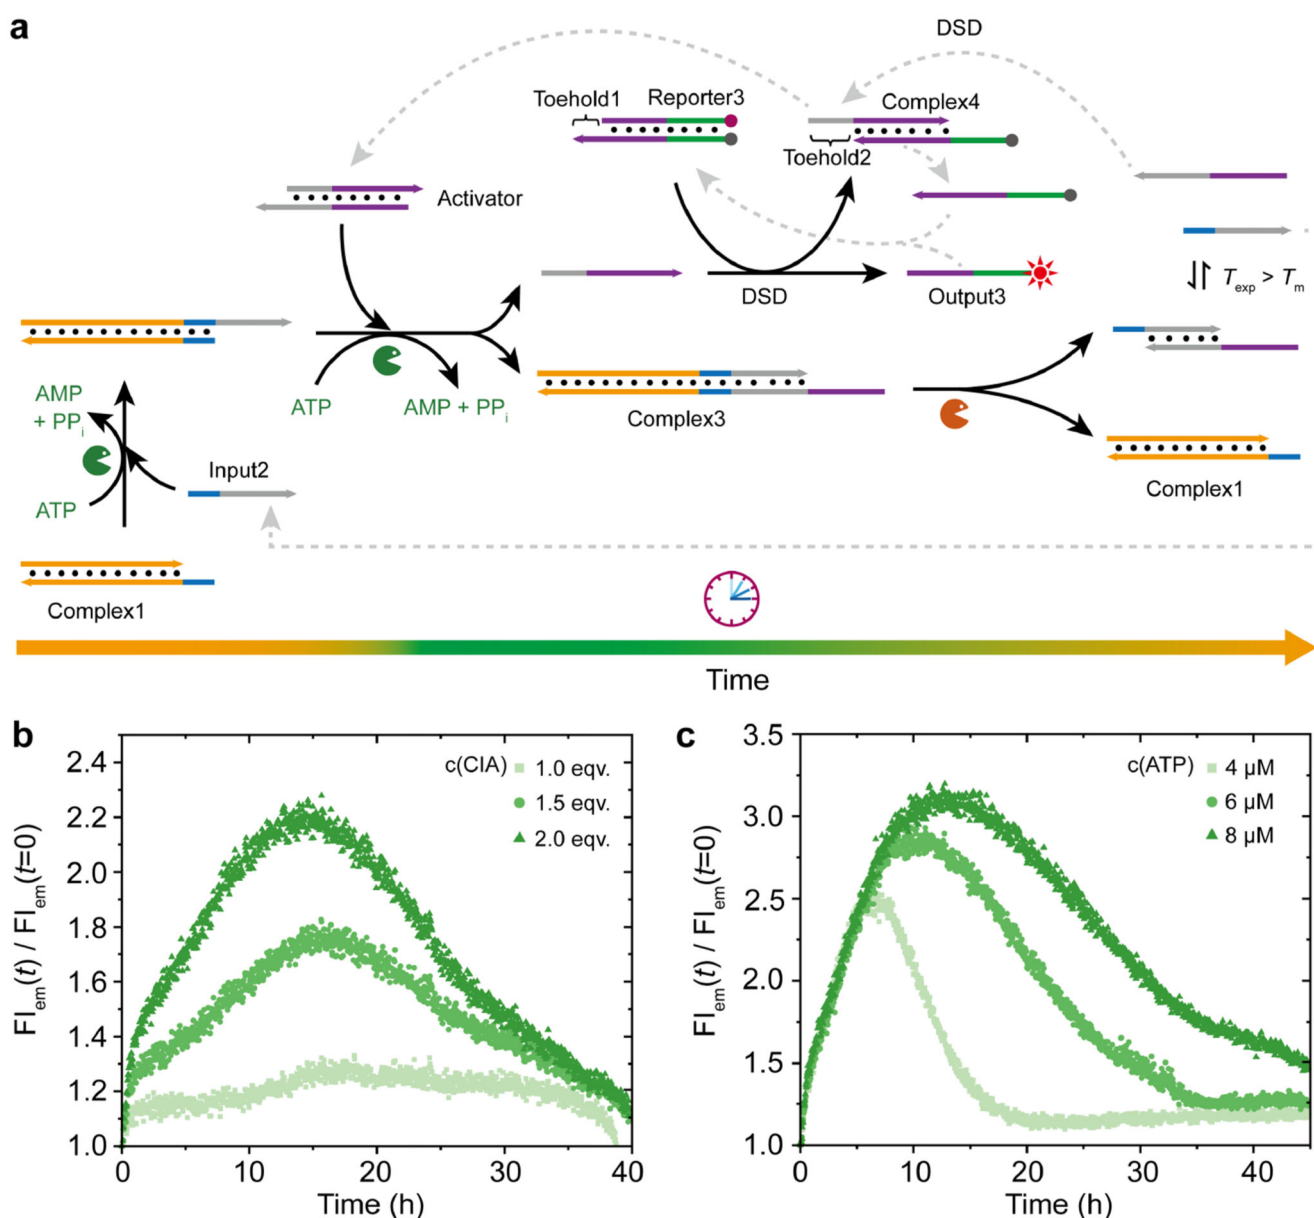 a
DSD
Toehold1
Reporter3
Complex4
Toehold2
Activator
DSD
Output3
T_exp > T_m
AMP
+ PP_i
ATP
AMP + PP_i
Complex3
Input2
ATP
Complex1
Complex1
Time
b
2.4
2.2
2.0
1.8
1.6
1.4
1.2
1.0
FI_em(t) / FI_em(t=0)
c(CIA)
1.0 eqv.
1.5 eqv.
2.0 eqv.
0
10
20
30
40
Time (h)
c
3.5
3.0
2.5
2.0
1.5
1.0
FI_em(t) / FI_em(t=0)
c(ATP)
4 μM
6 μM
8 μM
0
10
20
30
40
Time (h)